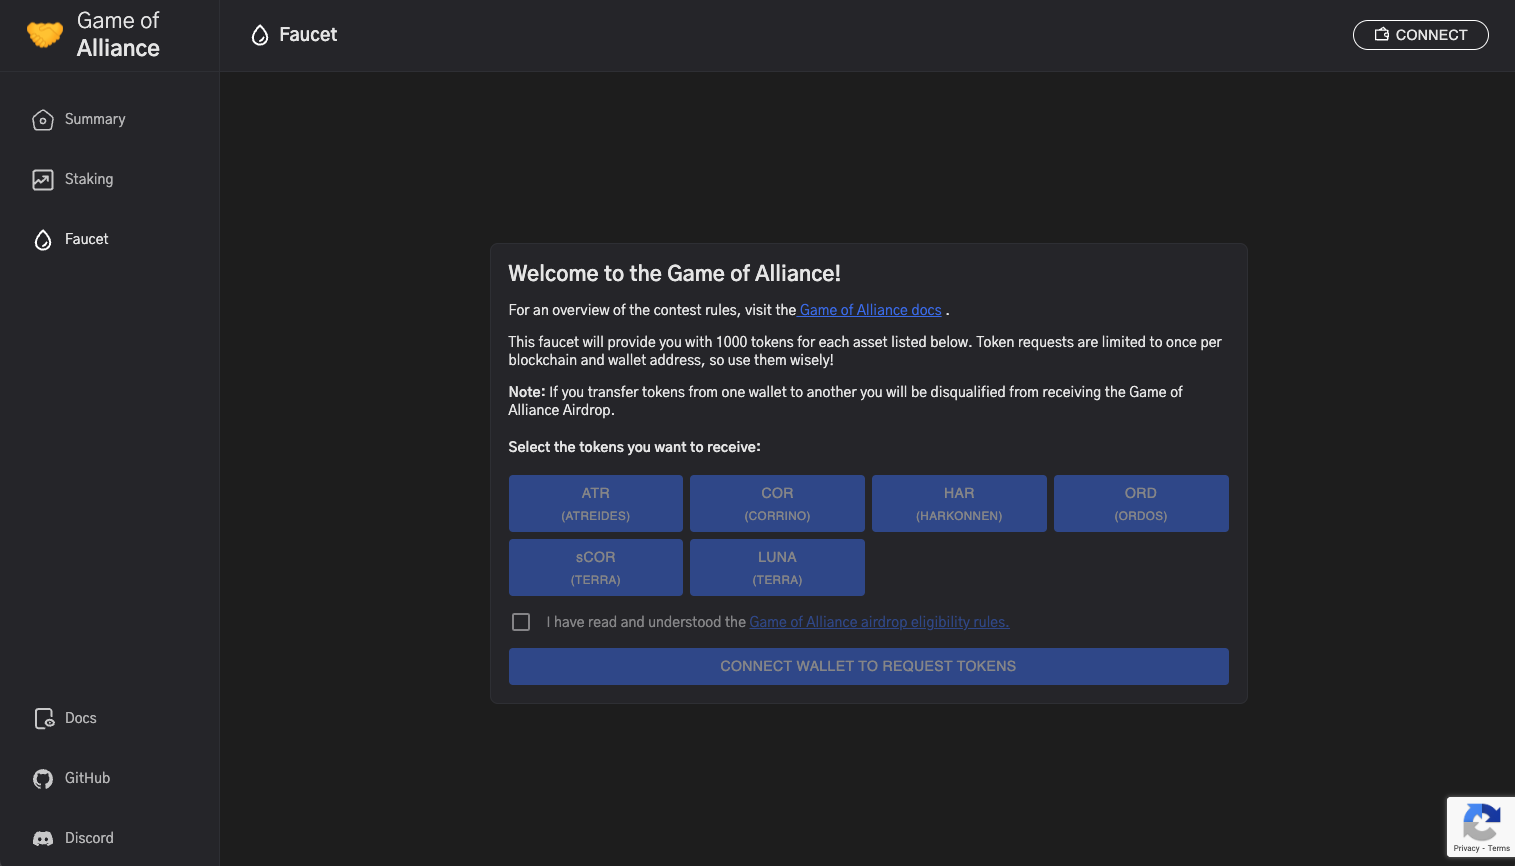 Game of
Alliance
Faucet
CONNECT
Summary
Staking
Faucet
Welcome to the Game of Alliance!
For an overview of the contest rules, visit the Game of Alliance docs .
This faucet will provide you with 1000 tokens for each asset listed below. Token requests are limited to once per
blockchain and wallet address, so use them wisely!
Note: If you transfer tokens from one wallet to another you will be disqualified from receiving the Game of
Alliance Airdrop.
Select the tokens you want to receive:
ATR COR HAR ORD
(ATREIDES) (CORRINO) (HARKONNEN) (ORDOS)
sCOR LUNA
(TERRA) (TERRA)
I have read and understood the Game of Alliance airdrop eligibility rules.
CONNECT WALLET TO REQUEST TOKENS
Docs
GitHub
Discord
Privacy - Terms